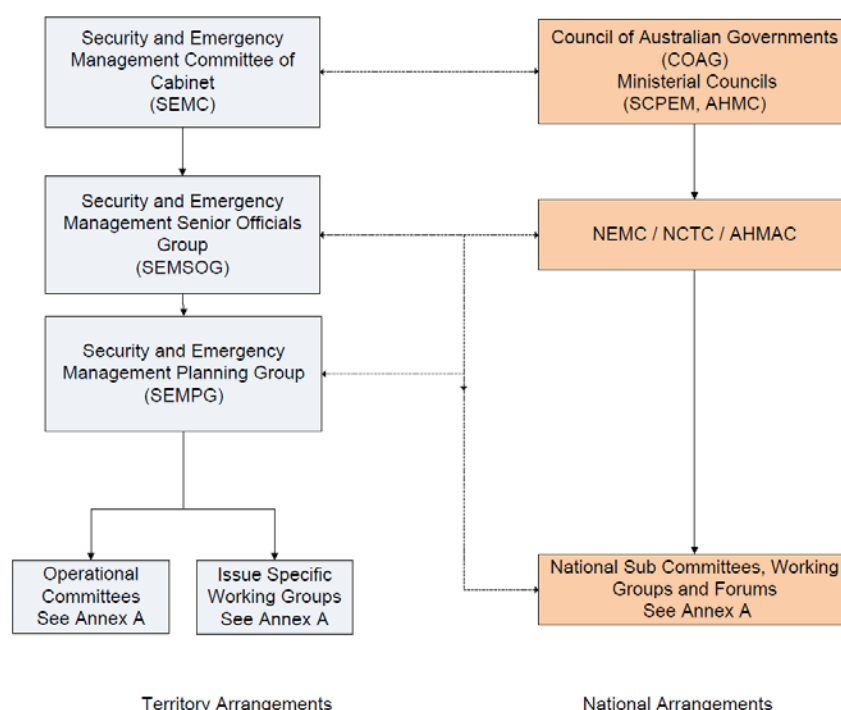 Security and Emergency
Management Committee of
Cabinet
(SEMC)
Council of Australian Governments
(COAG)
Ministerial Councils
(SCPEM, AHMC)
Security and Emergency
Management Senior Officials
Group
(SEMSOG)
NEMC / NCTC / AHMAC
Security and Emergency
Management Planning Group
(SEMPG)
Operational
Committees
See Annex A
Issue Specific
Working Groups
See Annex A
National Sub Committees, Working
Groups and Forums
See Annex A
Territory Arrangements
National Arrangements